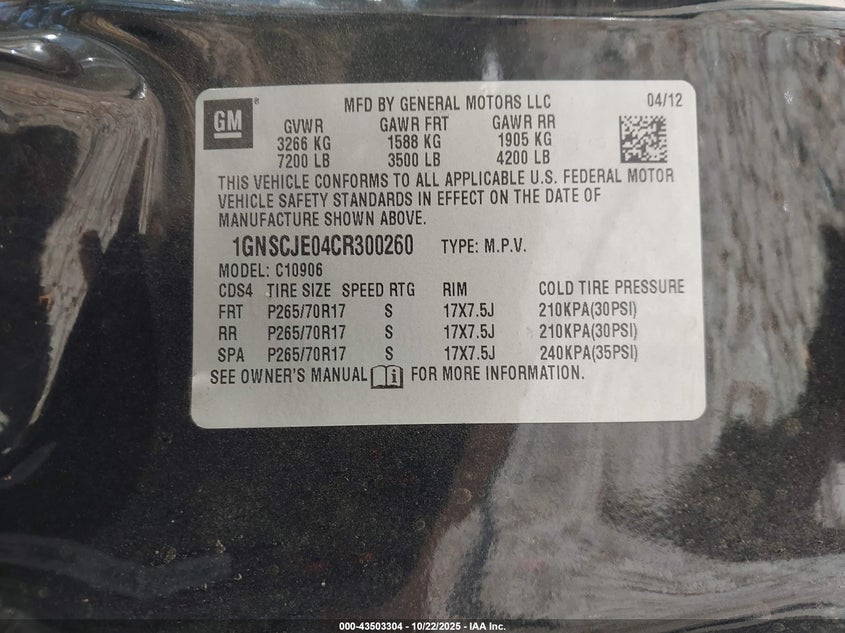 GM ® MFD BY GENERAL MOTORS LLC 04/12
GVWR GAWR FRT GAWR RR
3266 KG 1588 KG 1905 KG
7200 LB 3500 LB 4200 LB
THIS VEHICLE CONFORMS TO ALL APPLICABLE U.S. FEDERAL MOTOR
VEHICLE SAFETY STANDARDS IN EFFECT ON THE DATE OF
MANUFACTURE SHOWN ABOVE.
1GNSCJE04CR300260 TYPE: M.P.V.
MODEL: C10906
CDS4 TIRE SIZE SPEED RTG RIM COLD TIRE PRESSURE
FRT P265/70R17 S 17X7.5J 210KPA(30PSI)
RR P265/70R17 S 17X7.5J 210KPA(30PSI)
SPA P265/70R17 S 17X7.5J 240KPA(35PSI)
SEE OWNER'S MANUAL i FOR MORE INFORMATION.
000-43503304 - 10/22/2025 - IAA Inc.